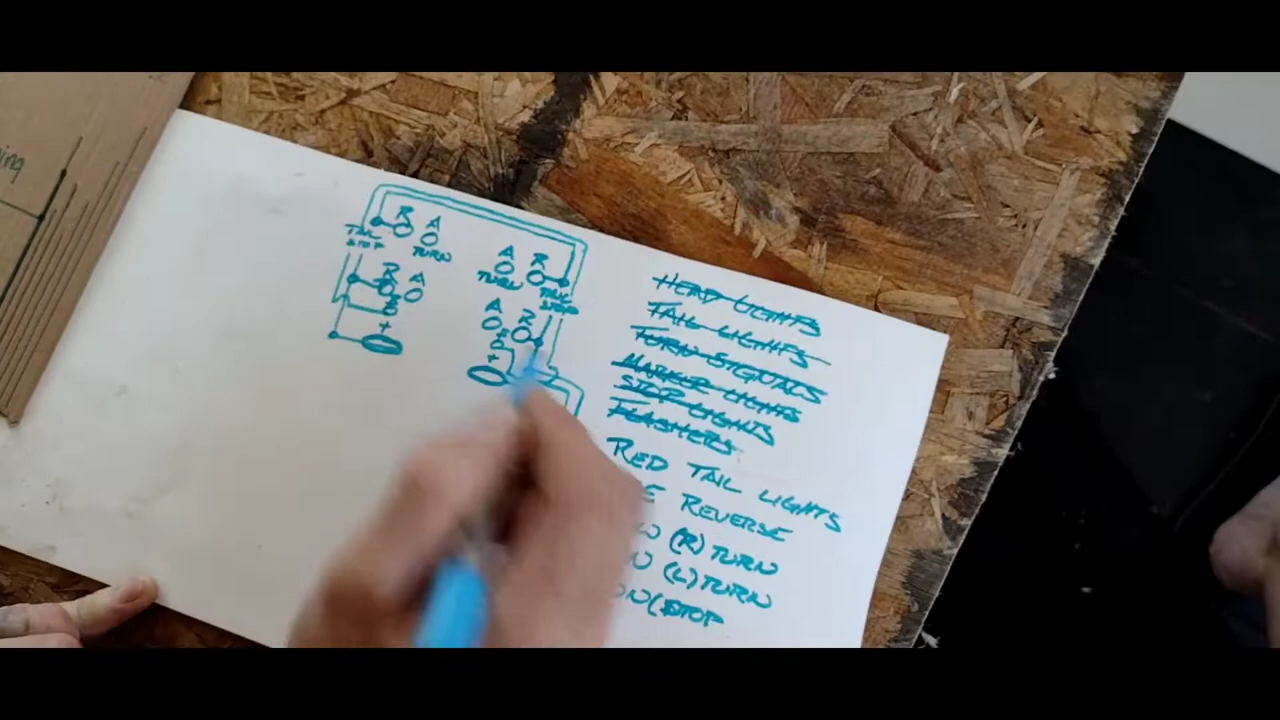 R A
TAIL
STOP TURN
A R
TURN TAIL
STOP
R A
B
+
A R
B
+
HEAD LIGHTS
TAIL LIGHTS
TURN SIGNALS
MARKER LIGHTS
STOP LIGHTS
FLASHERS
RED TAIL LIGHTS
REVERSE
(R) TURN
(L) TURN
STOP